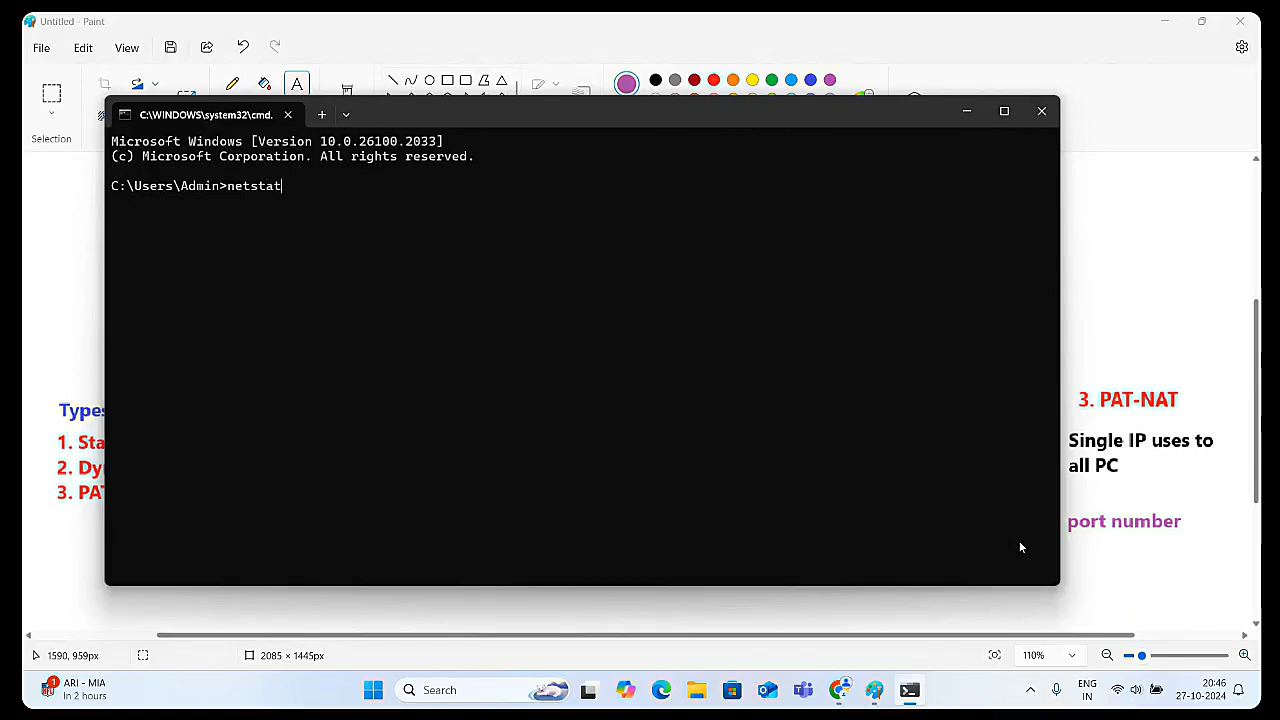 Untitled - Paint
File Edit View
A
Selection
C:\WINDOWS\system32\cmd.
Microsoft Windows [Version 10.0.26100.2033]
(c) Microsoft Corporation. All rights reserved.
C:\Users\Admin>netstat
Types
1. Sta
2. Dy
3. PA
3. PAT-NAT
Single IP uses to
all PC
port number
1590, 959px
2085 × 1445px
110%
ARI - MIA
In 2 hours
1
Search
ENG
IN
20:46
27-10-2024